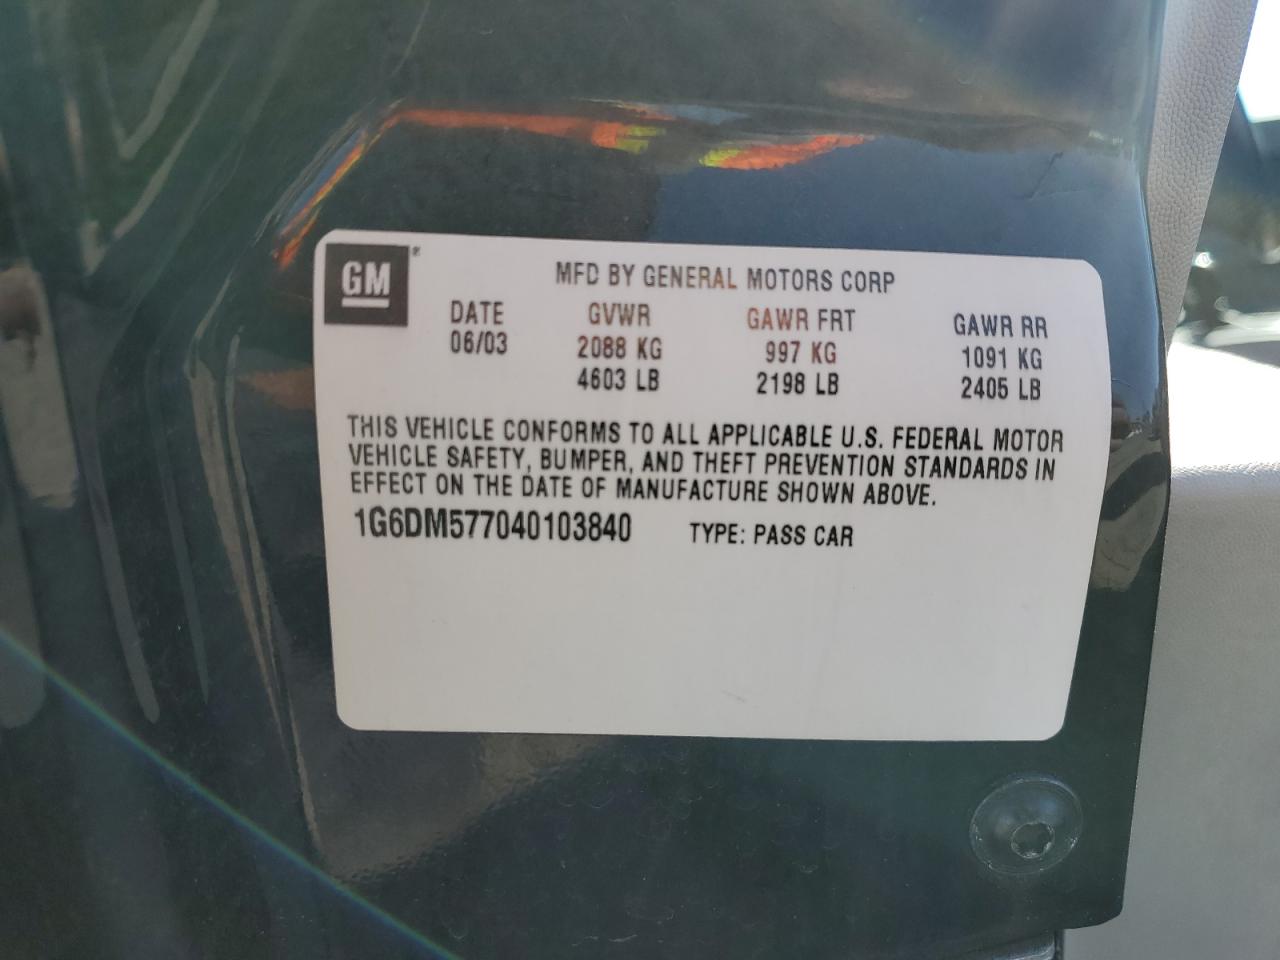 GM®
MFD BY GENERAL MOTORS CORP
DATE GVWR GAWR FRT GAWR RR
06/03 2088 KG 997 KG 1091 KG
4603 LB 2198 LB 2405 LB
THIS VEHICLE CONFORMS TO ALL APPLICABLE U.S. FEDERAL MOTOR
VEHICLE SAFETY, BUMPER, AND THEFT PREVENTION STANDARDS IN
EFFECT ON THE DATE OF MANUFACTURE SHOWN ABOVE.
1G6DM577040103840 TYPE: PASS CAR